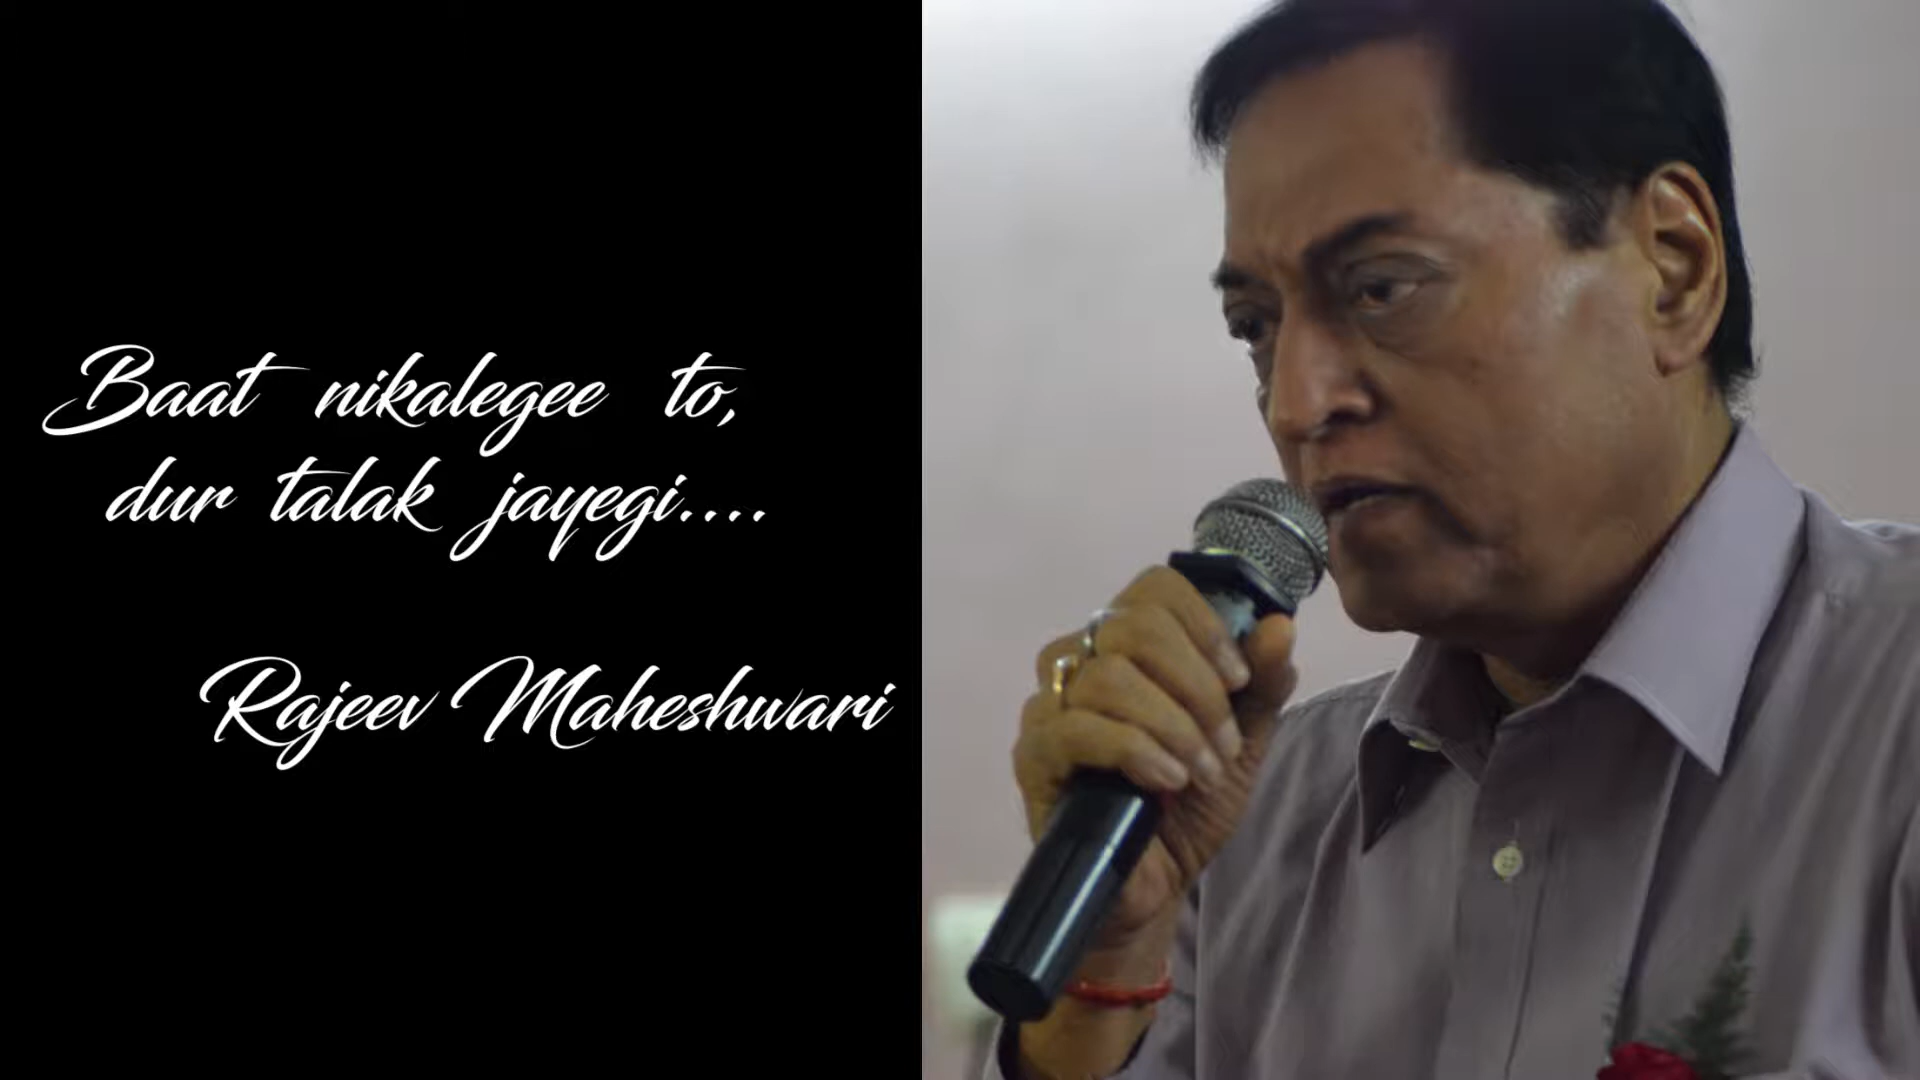 Baat nikalegee to,
dur talak jayegi....
Rajeev Maheshwari